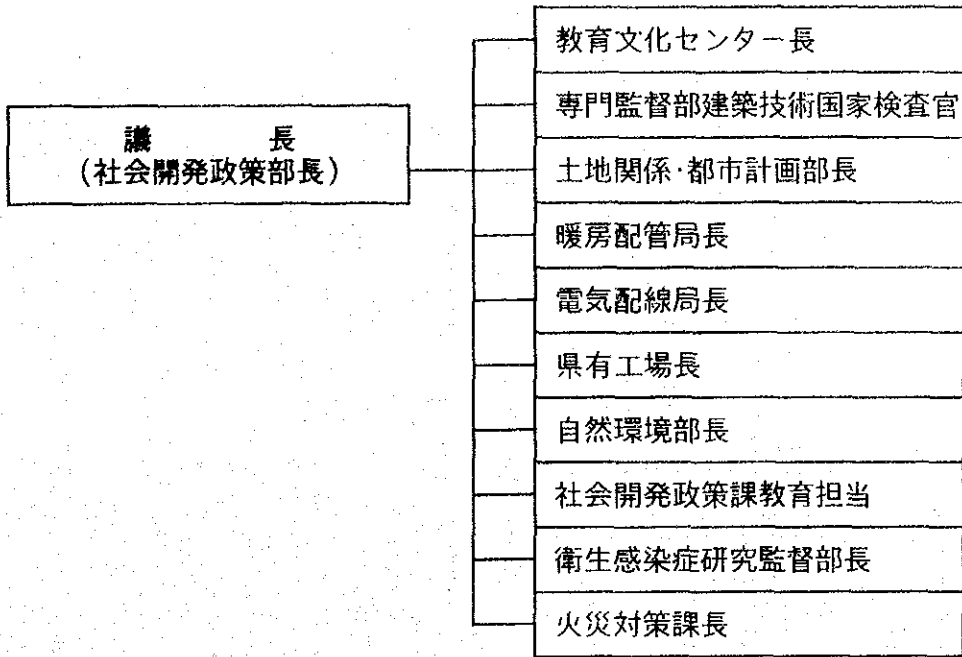 議長
(社会開発政策部長)
教育文化センター長
専門監督部建築技術国家検査官
土地関係·都市計画部長
暖房配管局長
電気配線局長
県有工場長
自然環境部長
社会開発政策課教育担当
衛生感染症研究監督部長
火災対策課長